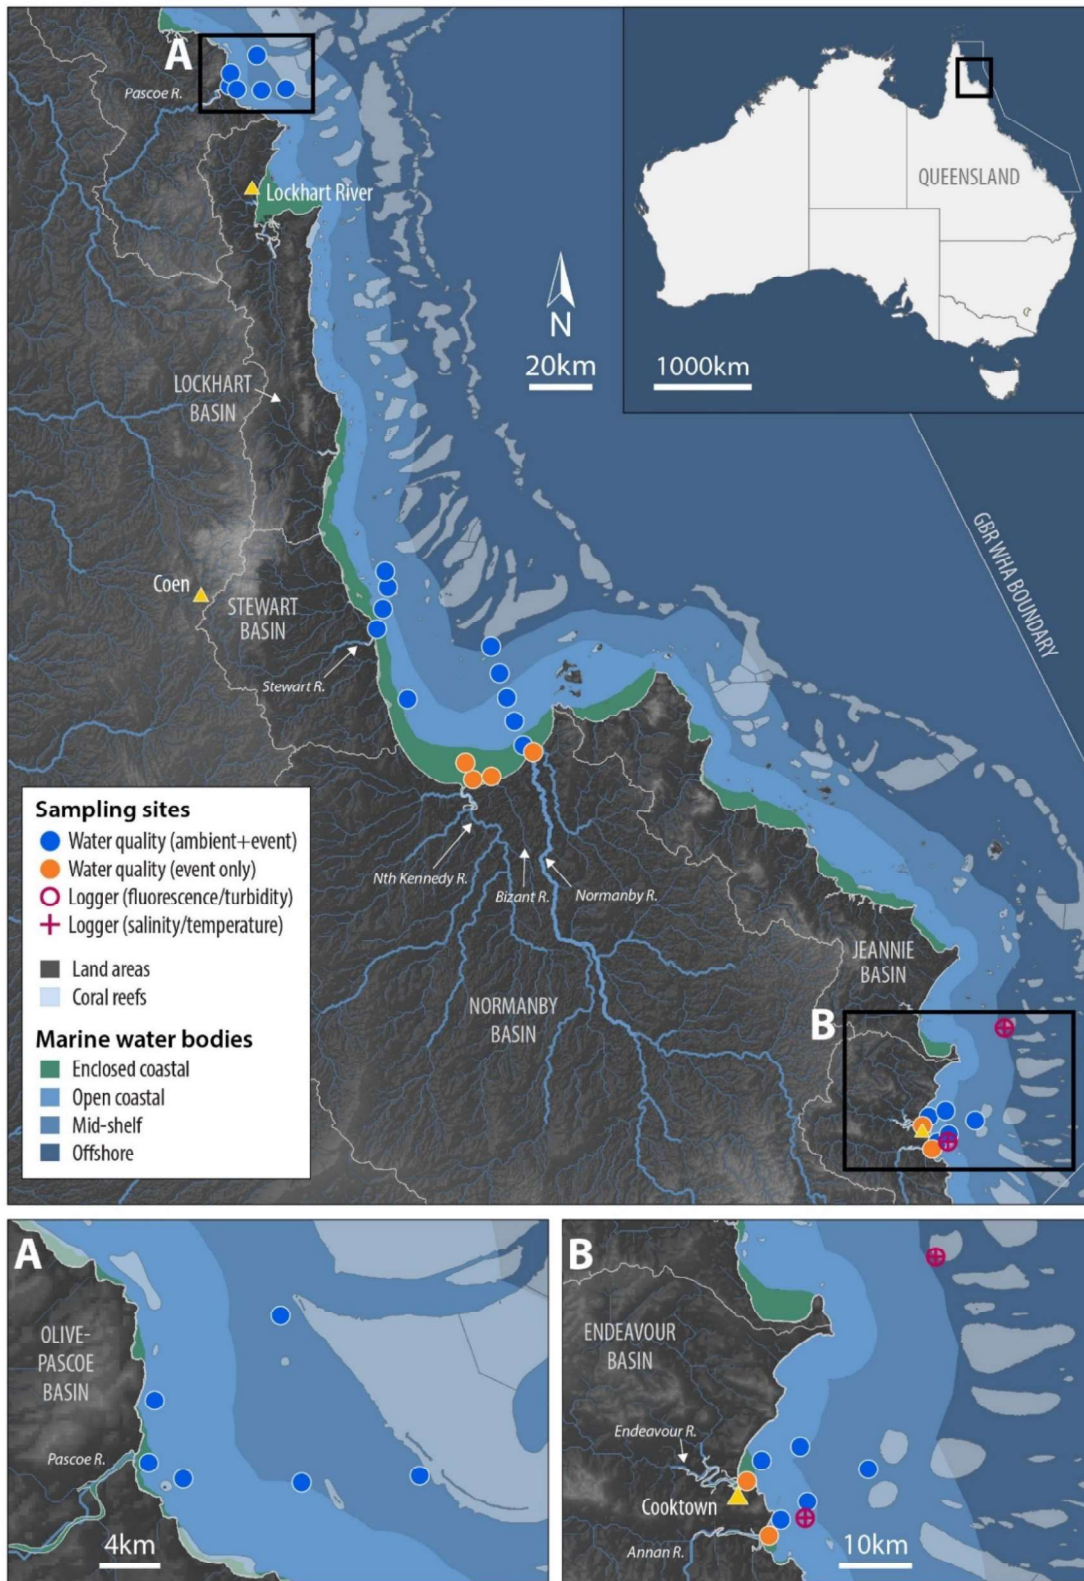 A
Pascoe R.
Lockhart River
QUEENSLAND
N
20km
1000km
LOCKHART
BASIN
GBR WHA BOUNDARY
Coen
STEWART
BASIN
Stewart R.
Sampling sites
Water quality (ambient+event)
Water quality (event only)
Logger (fluorescence/turbidity)
Logger (salinity/temperature)
Land areas
Coral reefs
Marine water bodies
Enclosed coastal
Open coastal
Mid-shelf
Offshore
Nth Kennedy R.
Bizant R.
Normanby R.
NORMANBY
BASIN
JEANNIE
BASIN
B
A
OLIVE-
PASCOE
BASIN
Pascoe R.
4km
B
ENDEAVOUR
BASIN
Endeavour R.
Cooktown
Annan R.
10km